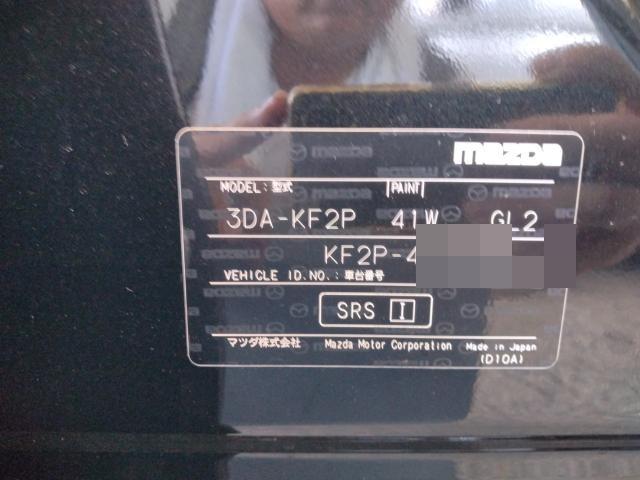 mazda
MODEL:型式 PAINT
3DA-KF2P 41W GL2
KF2P-4
VEHICLE ID.NO.:車台番号
SRS I
マツダ株式会社 Mazda Motor Corporation Made in Japan
(D10A)